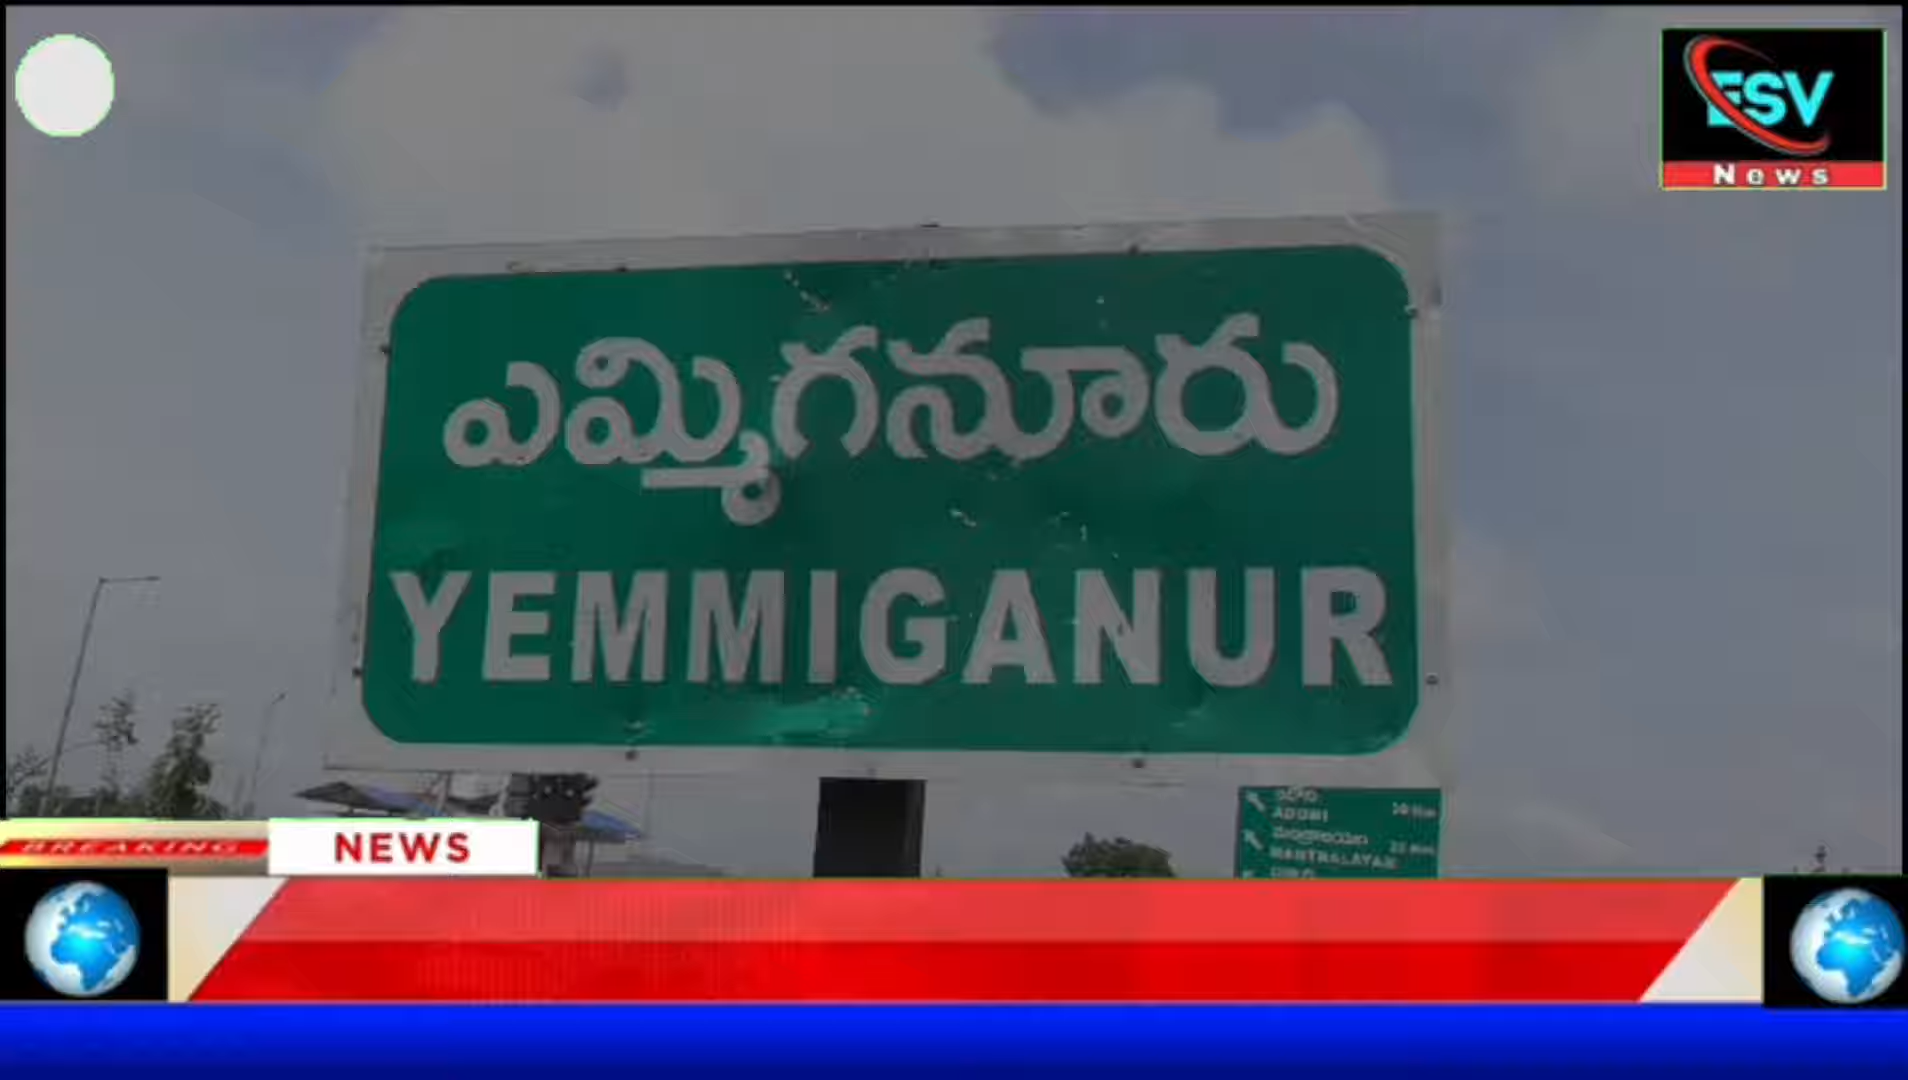 ESV
News
ఎమ్మిగనూరు
YEMMIGANUR
ADONI
MANTRALAYAM
BREAKING
NEWS